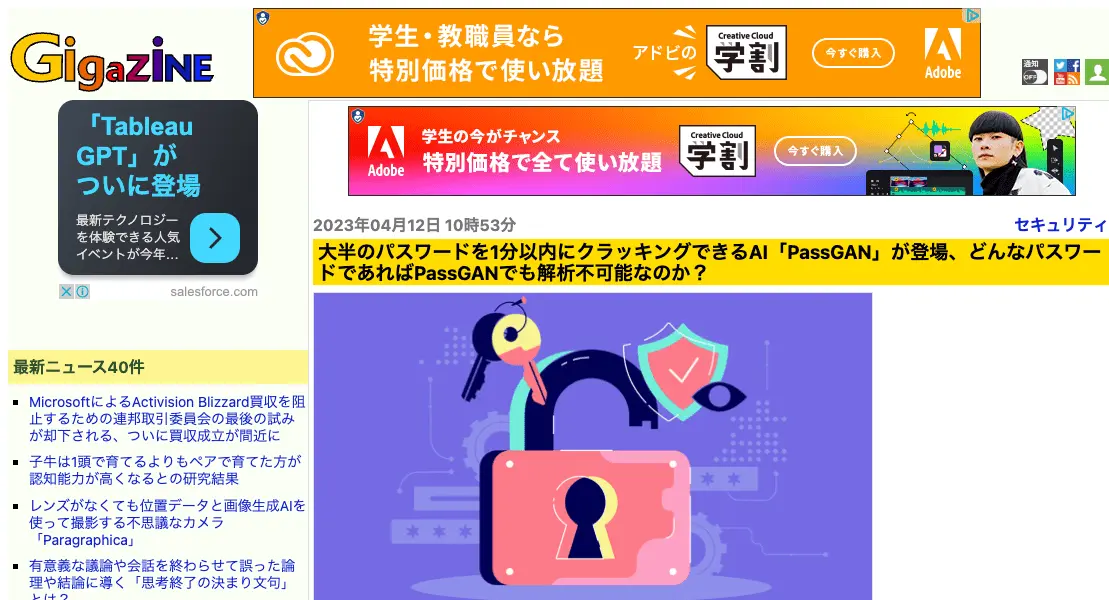 GigaZiNE
学生・教職員なら
特別価格で使い放題
アドビの
Creative Cloud
学割
今すぐ購入
Adobe
通知
OFF
「Tableau
GPT」が
ついに登場
最新テクノロジー
を体験できる人気
イベントが今年...
salesforce.com
Adobe
学生の今がチャンス
特別価格で全て使い放題
Creative Cloud
学割
今すぐ購入
2023年04月12日 10時53分
セキュリティ
大半のパスワードを1分以内にクラッキングできるAI「PassGAN」が登場、どんなパスワー
ドであればPassGANでも解析不可能なのか？
最新ニュース40件
MicrosoftによるActivision Blizzard買収を阻
止するための連邦取引委員会の最後の試み
が却下される、ついに買収成立が間近に
子牛は1頭で育てるよりもペアで育てた方が
認知能力が高くなるとの研究結果
レンズがなくても位置データと画像生成AIを
使って撮影する不思議なカメラ
「Paragraphica」
有意義な議論や会話を終わらせて誤った論
理や結論に導く「思考終了の決まり文句」
とは？